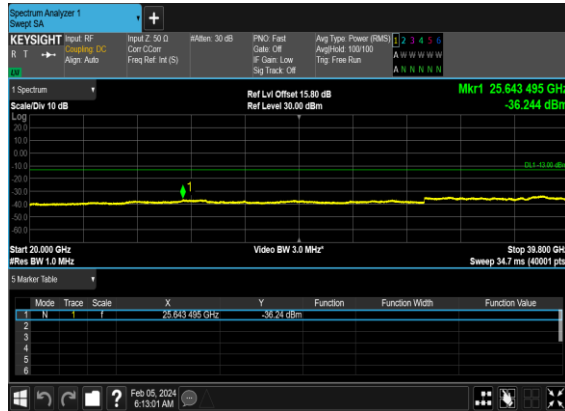 Spectrum Analyzer 1
Swept SA
+
KEYSIGHT Input: RF Input Z: 50 Ω #Atten: 30 dB PNO: Fast Avg Type: Power (RMS) 1 2 3 4 5 6
R T Coupling: DC Corr CCorr Gate: Off Avg|Hold: 100/100 A W W W W W
Align: Auto Freq Ref: Int (S) IF Gain: Low Trig: Free Run
LW Sig Track: Off A N N N N N
1 Spectrum Ref Lvl Offset 15.80 dB Mkr1 25.643 495 GHz
Scale/Div 10 dB Ref Level 30.00 dBm -36.244 dBm
Log
20.0
10.0
0.00
-10.0 DL1 -13.00 dBm
-20.0
-30.0 1
-40.0
-50.0
-60.0
Start 20.000 GHz Video BW 3.0 MHz* Stop 39.800 GHz
#Res BW 1.0 MHz Sweep 34.7 ms (40001 pts
5 Marker Table
Mode Trace Scale X Y Function Function Width Function Value
1 N 1 f 25.643 495 GHz -36.24 dBm
2
3
4
5
6
? Feb 05, 2024
6:13:01 AM